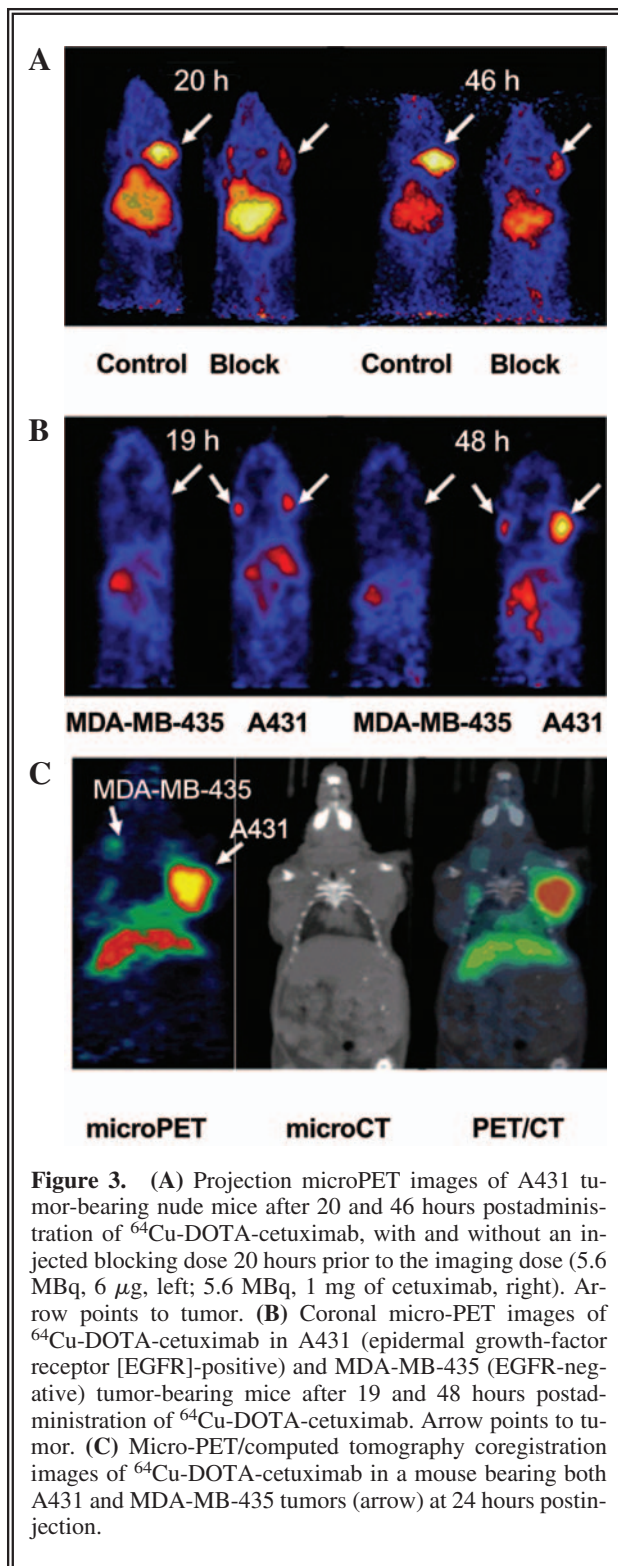 A
20 h 46 h
Control Block Control Block
B
19 h 48 h
MDA-MB-435 A431 MDA-MB-435 A431
C
MDA-MB-435
A431
microPET microCT PET/CT
Figure 3. (A) Projection microPET images of A431 tu-
mor-bearing nude mice after 20 and 46 hours postadminis-
tration of ⁶⁴Cu-DOTA-cetuximab, with and without an in-
jected blocking dose 20 hours prior to the imaging dose (5.6
MBq, 6 μg, left; 5.6 MBq, 1 mg of cetuximab, right). Ar-
row points to tumor. (B) Coronal micro-PET images of
⁶⁴Cu-DOTA-cetuximab in A431 (epidermal growth-factor
receptor [EGFR]-positive) and MDA-MB-435 (EGFR-neg-
ative) tumor-bearing mice after 19 and 48 hours postad-
ministration of ⁶⁴Cu-DOTA-cetuximab. Arrow points to tu-
mor. (C) Micro-PET/computed tomography coregistration
images of ⁶⁴Cu-DOTA-cetuximab in a mouse bearing both
A431 and MDA-MB-435 tumors (arrow) at 24 hours postin-
jection.